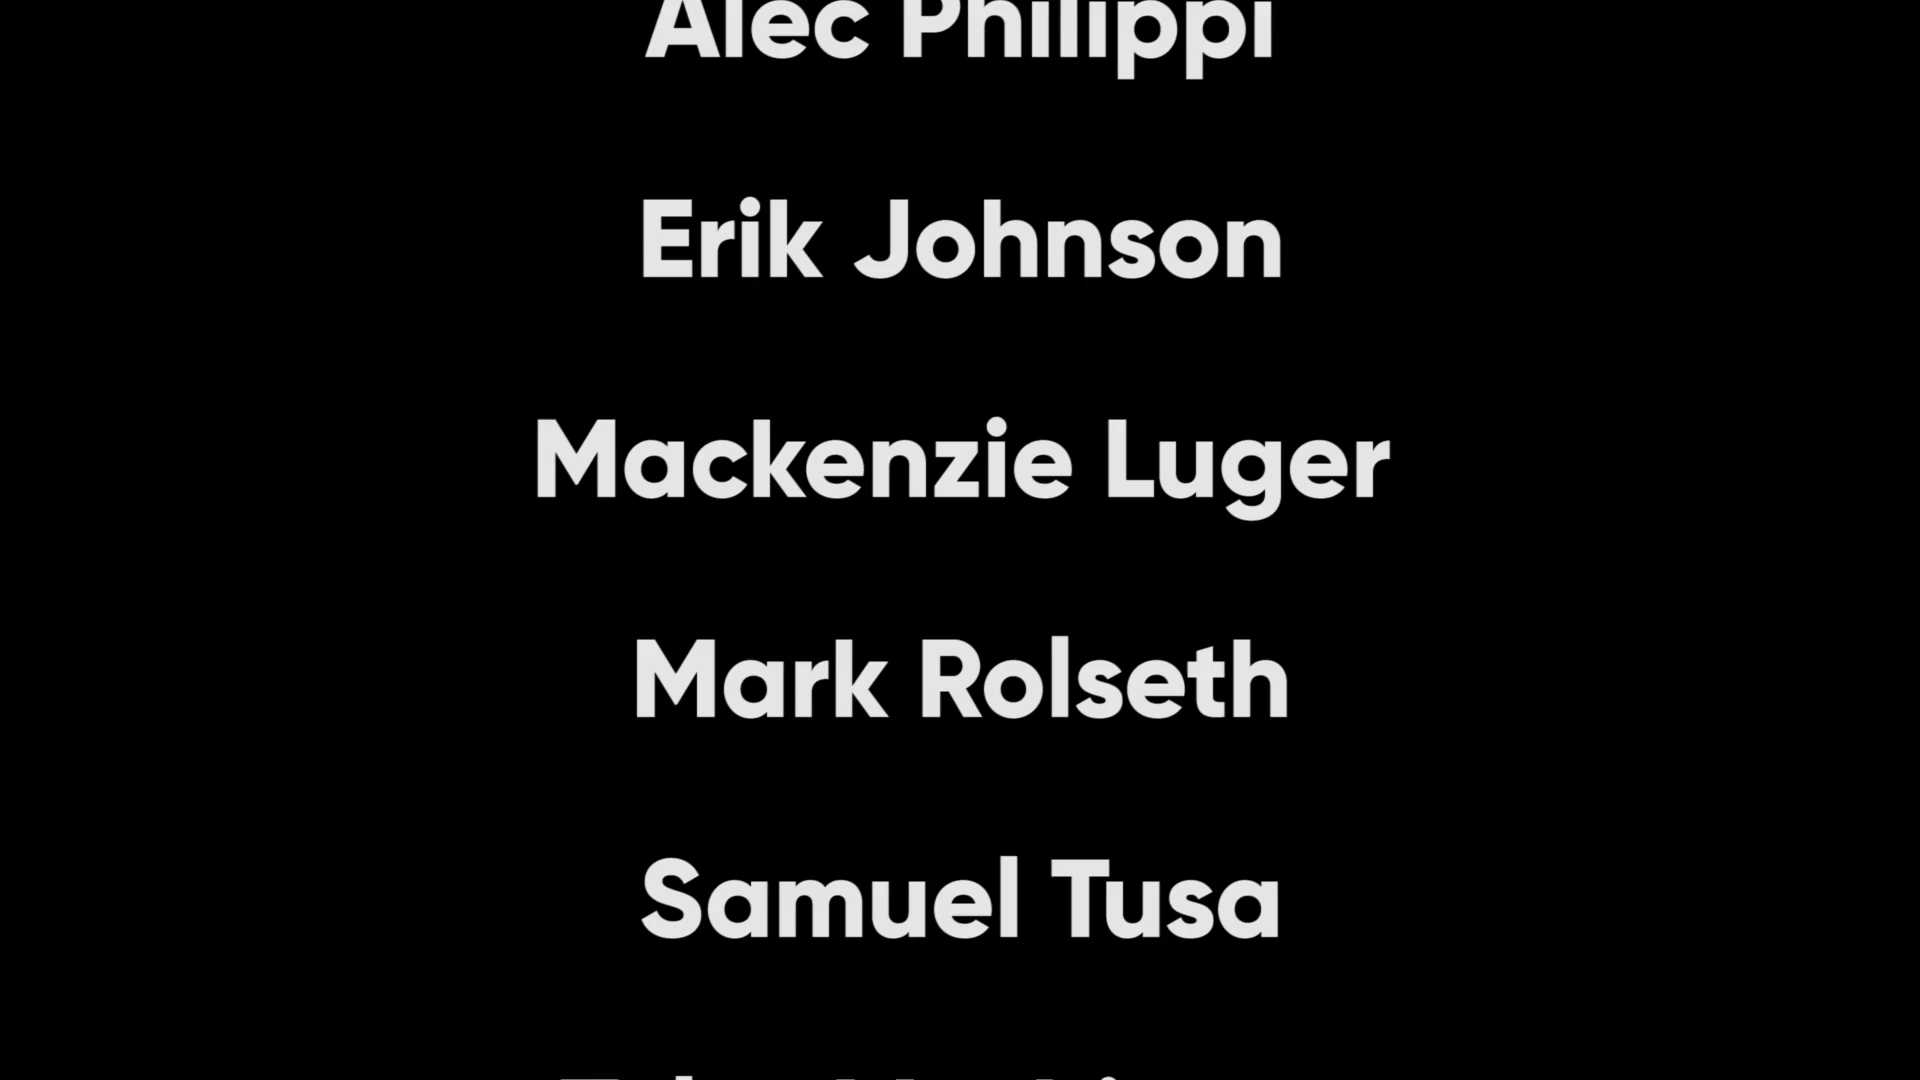 Alec Philippi
Erik Johnson
Mackenzie Luger
Mark Rolseth
Samuel Tusa